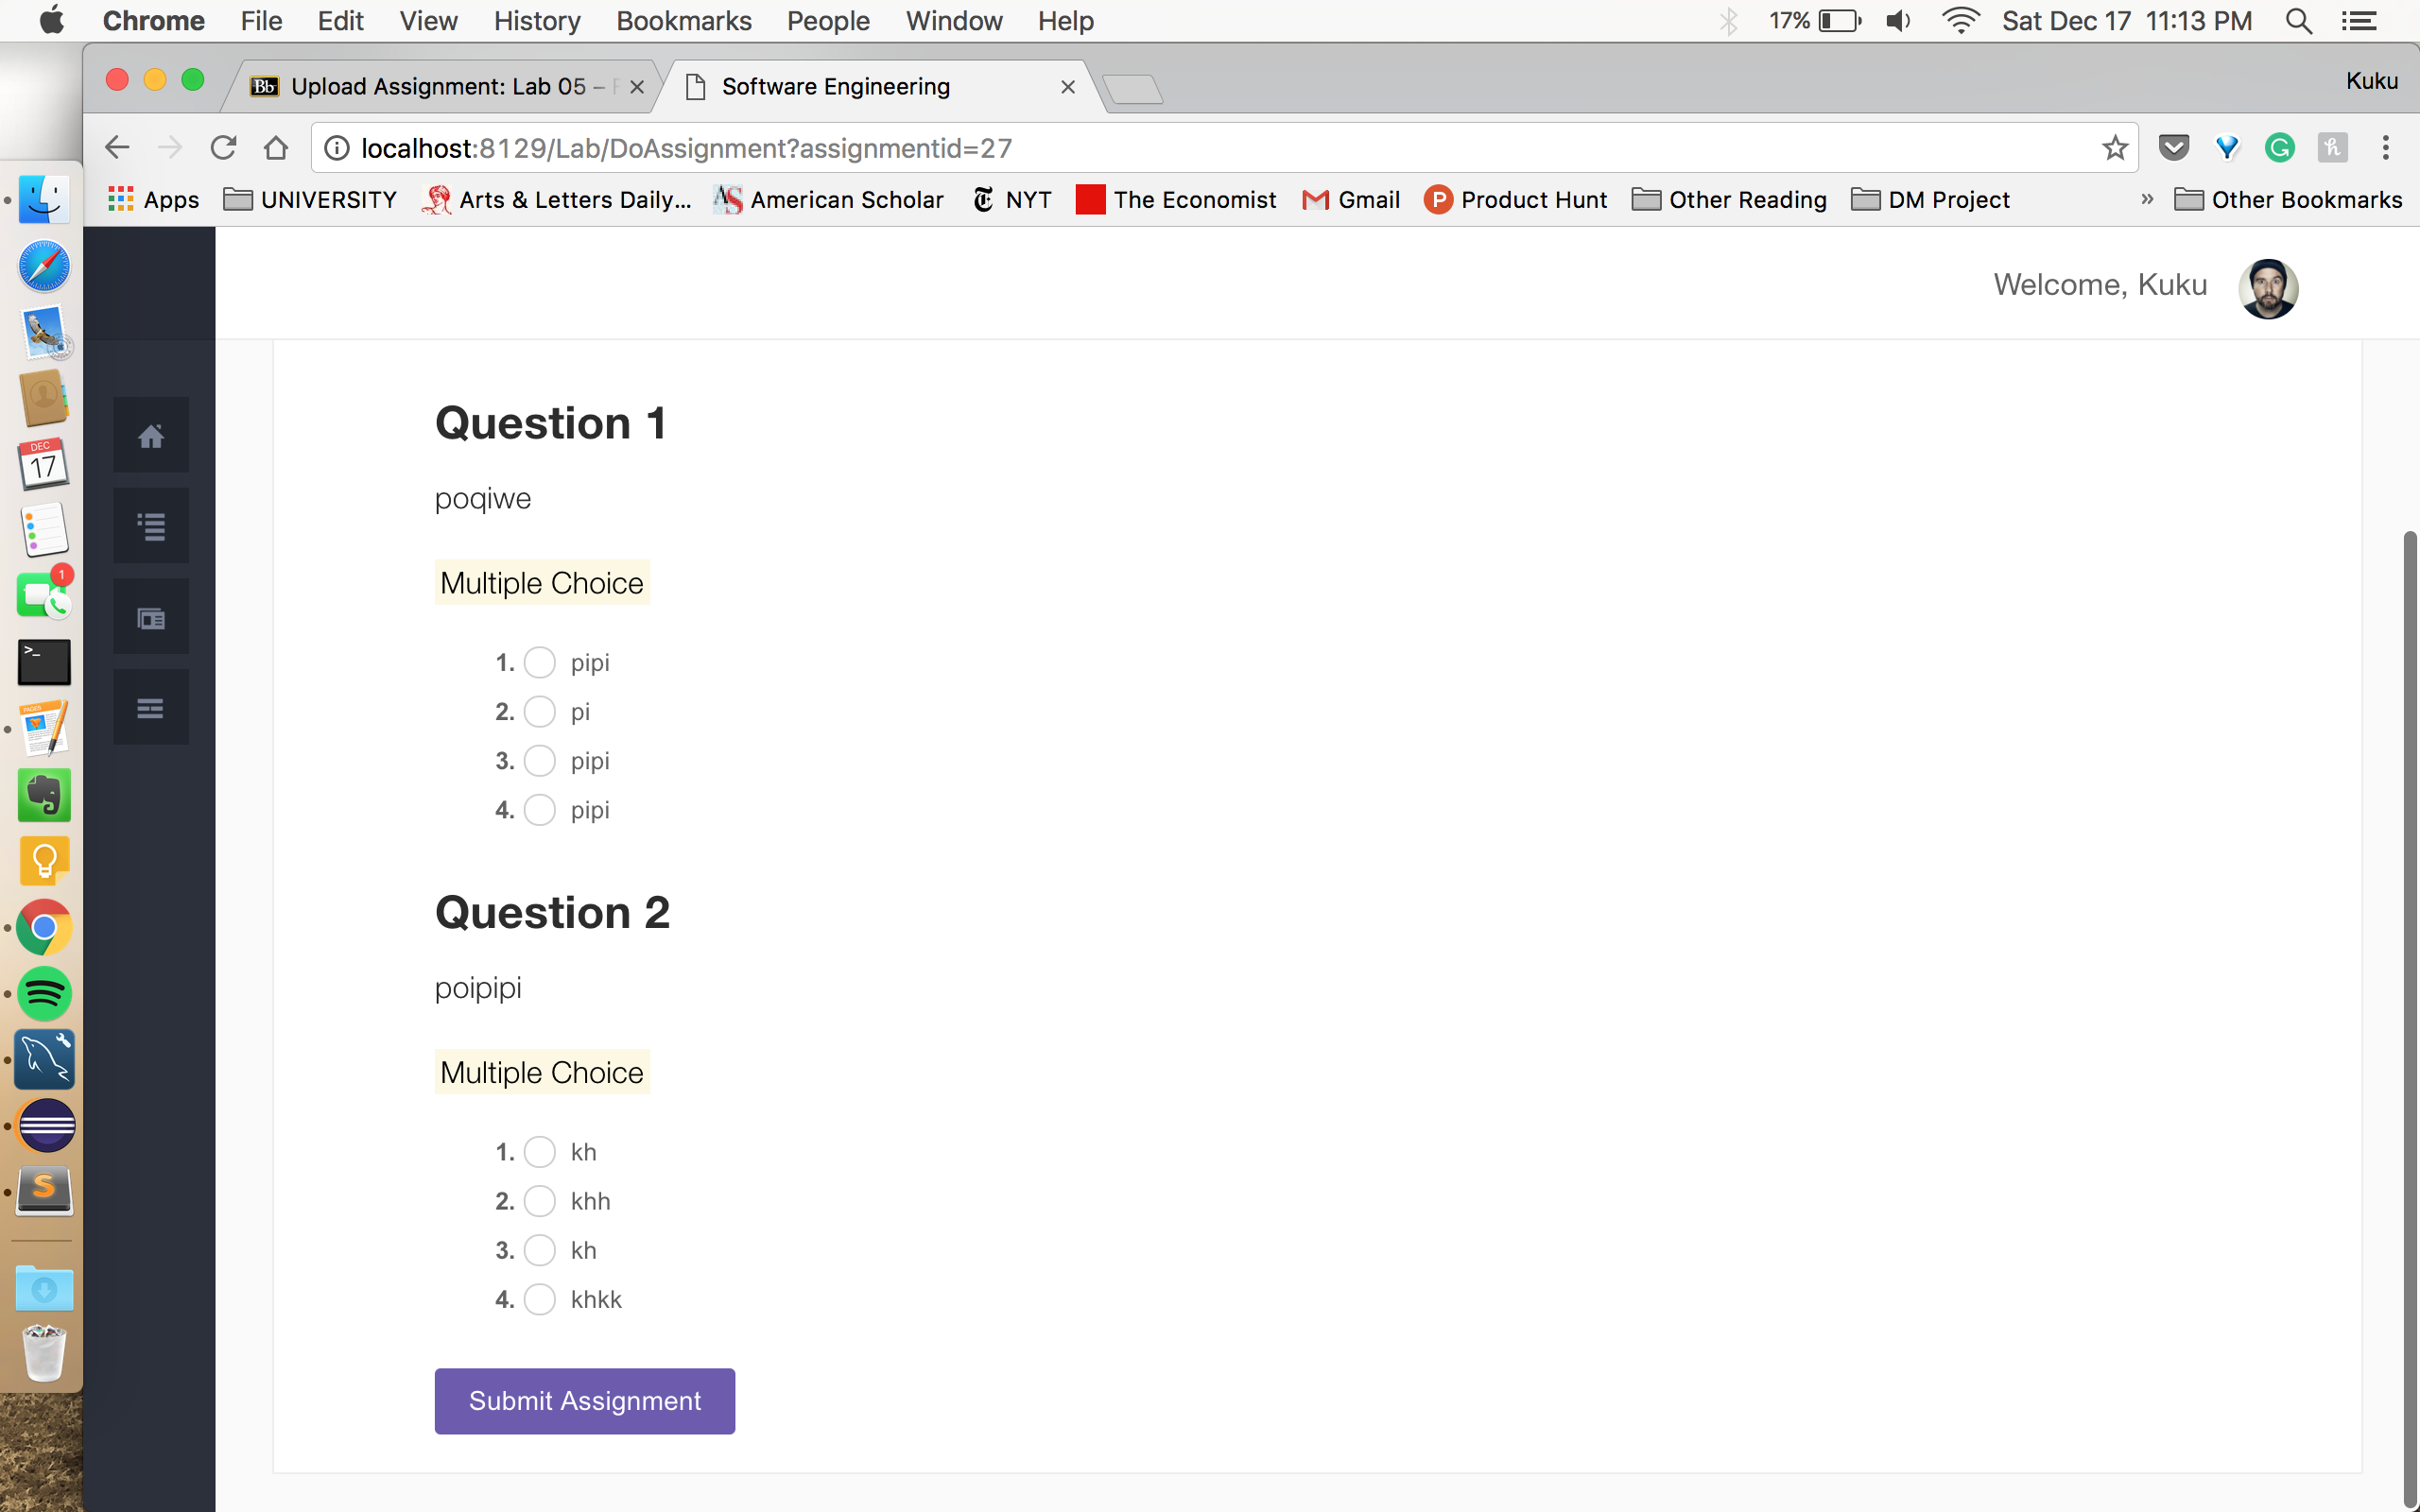 Chrome File Edit View History Bookmarks People Window Help 17% Sat Dec 17 11:13 PM
Bb Upload Assignment: Lab 05 – Software Engineering Kuku
localhost:8129/Lab/DoAssignment?assignmentid=27
Apps UNIVERSITY Arts & Letters Daily... AS American Scholar NYT The Economist Gmail P Product Hunt Other Reading DM Project » Other Bookmarks
Welcome, Kuku
DEC
17
1
>_
PAGES
S
Question 1
poqiwe
Multiple Choice
1. pipi
2. pi
3. pipi
4. pipi
Question 2
poipipi
Multiple Choice
1. kh
2. khh
3. kh
4. khkk
Submit Assignment